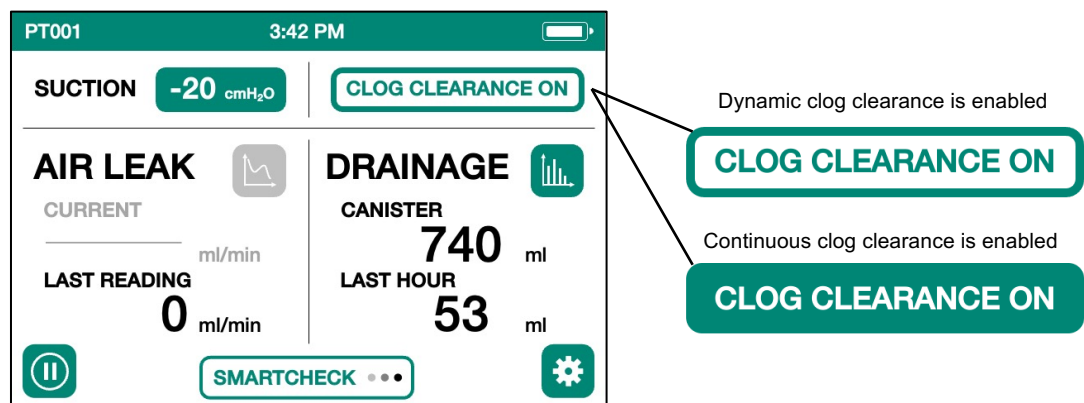 PT001 3:42 PM
SUCTION -20 cmH₂O CLOG CLEARANCE ON
AIR LEAK
CURRENT
ml/min
LAST READING
0 ml/min
DRAINAGE
CANISTER
740 ml
LAST HOUR
53 ml
SMARTCHECK
Dynamic clog clearance is enabled
CLOG CLEARANCE ON
Continuous clog clearance is enabled
CLOG CLEARANCE ON